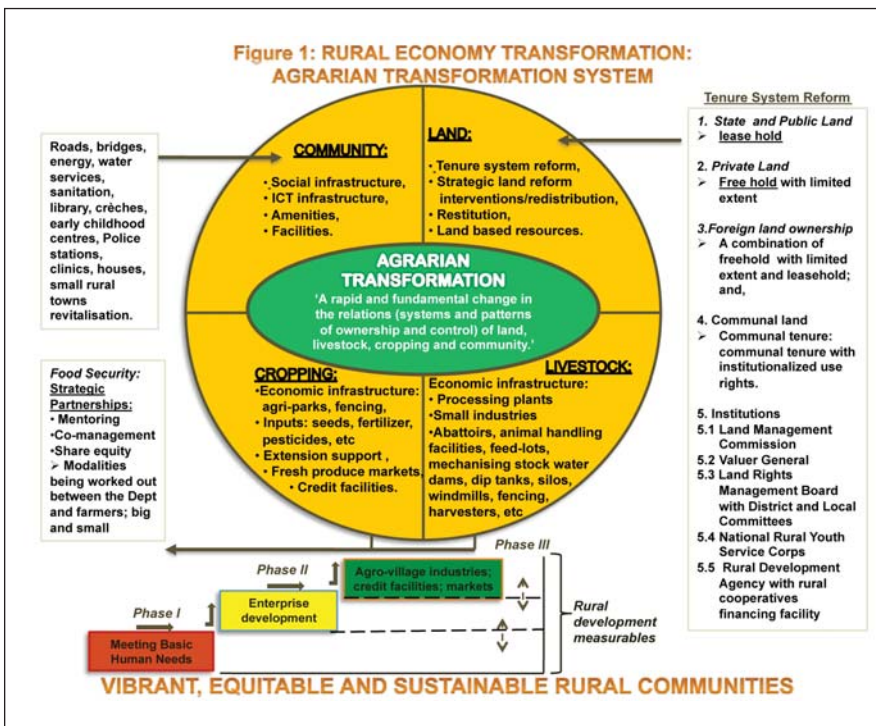 Figure 1: RURAL ECONOMY TRANSFORMATION:
AGRARIAN TRANSFORMATION SYSTEM
Roads, bridges,
energy, water
services,
sanitation,
library, crèches,
early childhood
centres, Police
stations,
clinics, houses,
small rural
towns
revitalisation.
COMMUNITY:
• Social infrastructure,
• ICT infrastructure,
• Amenities,
• Facilities.
LAND:
• Tenure system reform,
• Strategic land reform
interventions/redistribution,
• Restitution,
• Land based resources.
AGRARIAN
TRANSFORMATION
'A rapid and fundamental change in
the relations (systems and patterns
of ownership and control) of land,
livestock, cropping and community.'
CROPPING:
•Economic infrastructure:
agri-parks, fencing,
• Inputs: seeds, fertilizer,
pesticides, etc
• Extension support ,
• Fresh produce markets,
• Credit facilities.
LIVESTOCK:
Economic infrastructure:
• Processing plants
•Small industries
•Abattoirs, animal handling
facilities, feed-lots,
mechanising stock water
dams, dip tanks, silos,
windmills, fencing,
harvesters, etc
Food Security:
Strategic
Partnerships:
• Mentoring
•Co-management
•Share equity
➢ Modalities
being worked out
between the Dept
and farmers; big
and small
Tenure System Reform
1. State and Public Land
➢ lease hold
2. Private Land
➢ Free hold with limited
extent
3.Foreign land ownership
➢ A combination of
freehold with limited
extent and leasehold;
and,
4. Communal land
➢ Communal tenure:
communal tenure with
institutionalized use
rights.
5. Institutions
5.1 Land Management
Commission
5.2 Valuer General
5.3 Land Rights
Management Board
with District and Local
Committees
5.4 National Rural Youth
Service Corps
5.5 Rural Development
Agency with rural
cooperatives
financing facility
Phase I
Meeting Basic
Human Needs
Phase II
Enterprise
development
Phase III
Agro-village industries;
credit facilities; markets
Rural
development
measurables
VIBRANT, EQUITABLE AND SUSTAINABLE RURAL COMMUNITIES